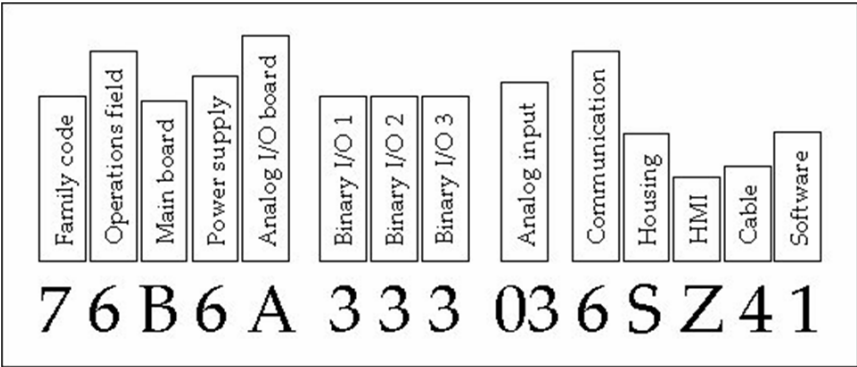 Family code
Operations field
Main board
Power supply
Analog I/O board
Binary I/O 1
Binary I/O 2
Binary I/O 3
Analog input
Communication
Housing
HMI
Cable
Software
7 6 B 6 A 3 3 3 03 6 S Z 4 1